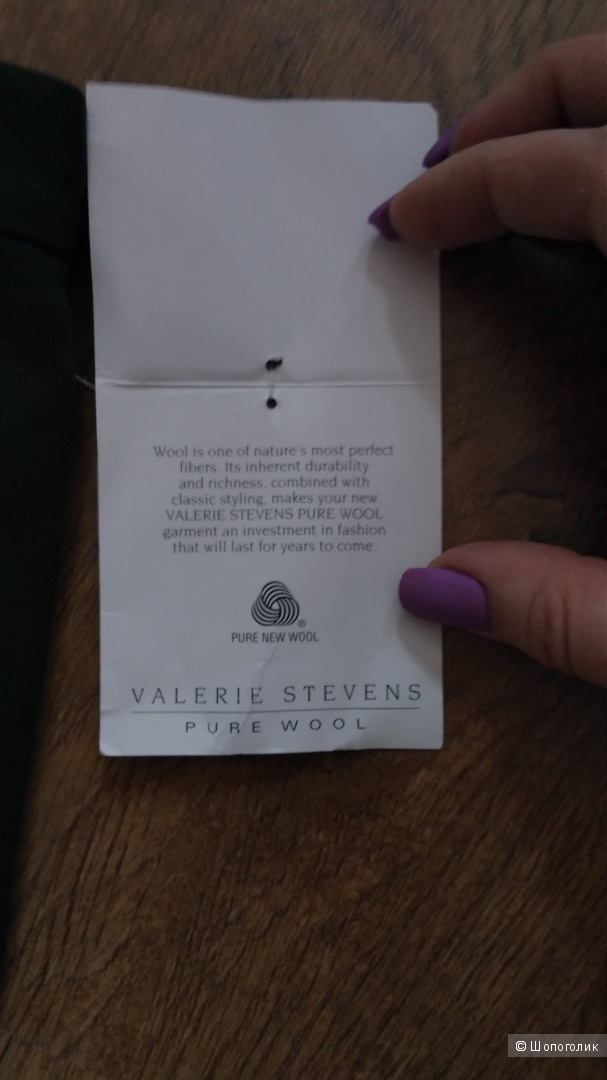 Wool is one of nature's most perfect
fibers. Its inherent durability
and richness, combined with
classic styling, makes your new
VALERIE STEVENS PURE WOOL
garment an investment in fashion
that will last for years to come.
®
PURE NEW WOOL
VALERIE STEVENS
PURE WOOL
© Шопоголик